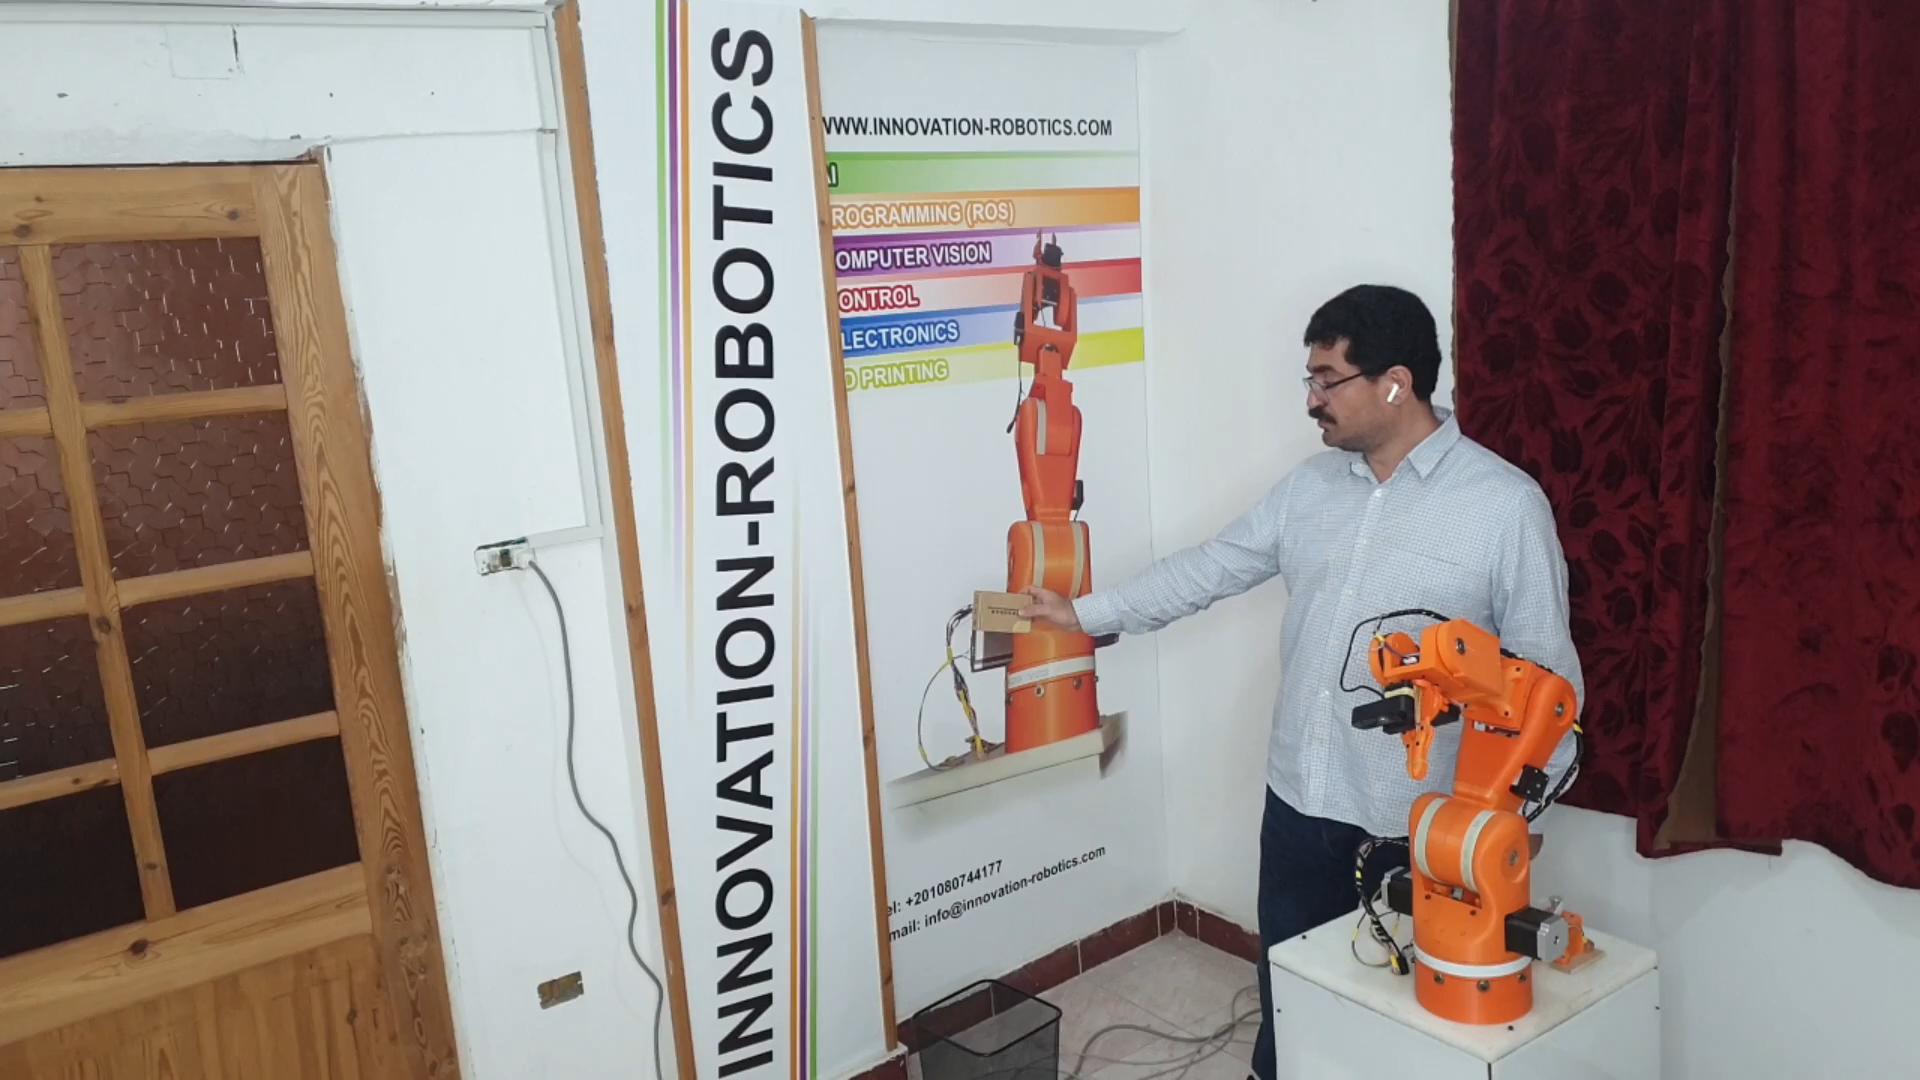 INNOVATION-ROBOTICS
WWW.INNOVATION-ROBOTICS.COM
AI
ROGRAMMING (ROS)
OMPUTER VISION
ONTROL
LECTRONICS
D PRINTING
el: +201080744177
mail: info@innovation-robotics.com